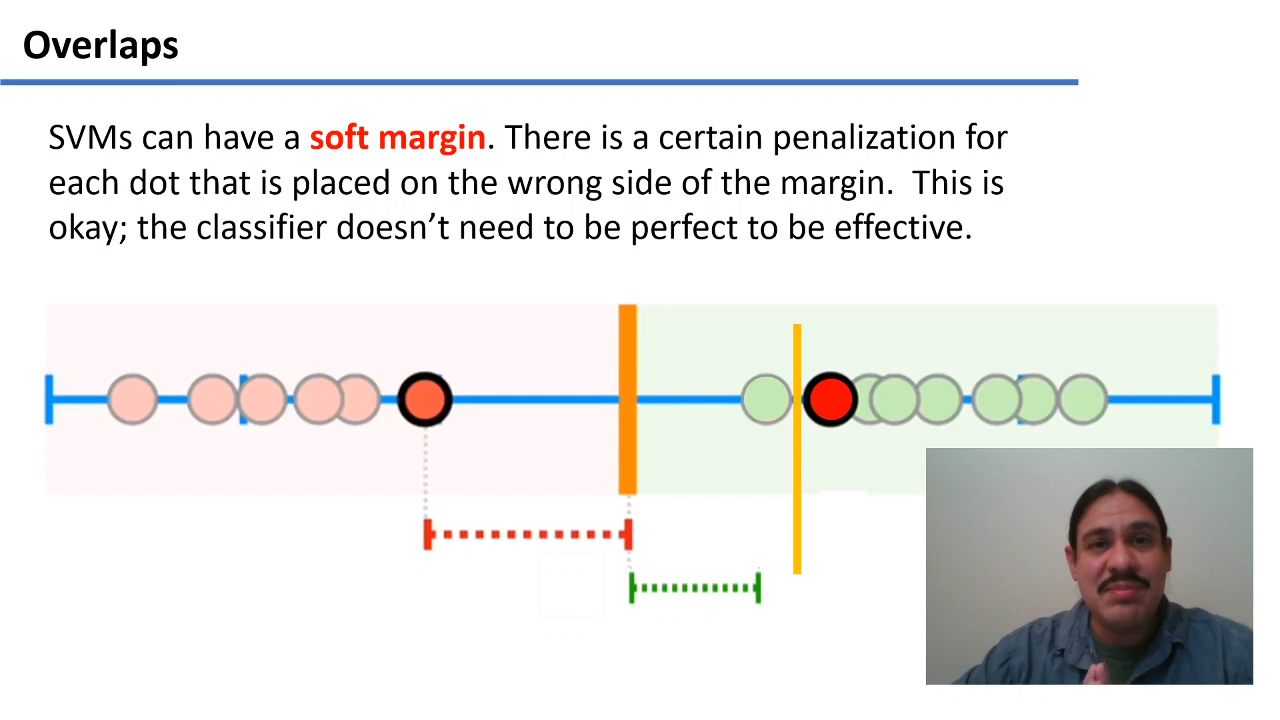 Overlaps
SVMs can have a soft margin. There is a certain penalization for
each dot that is placed on the wrong side of the margin.  This is
okay; the classifier doesn’t need to be perfect to be effective.